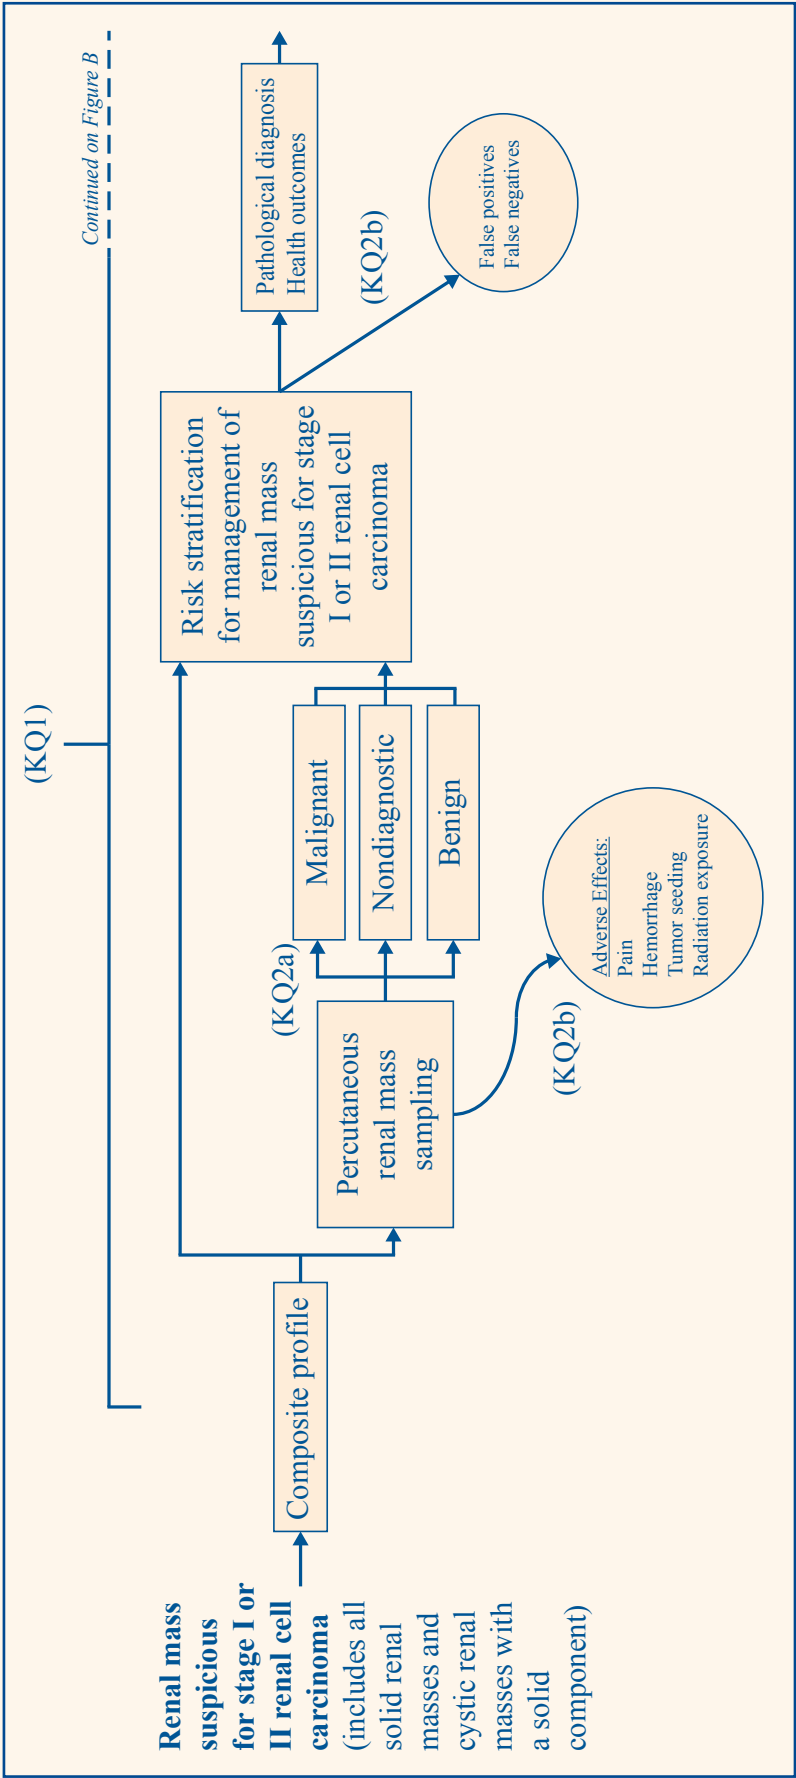 (KQ1)
Continued on Figure B
Renal mass
suspicious
for stage I or
II renal cell
carcinoma
(includes all
solid renal
masses and
cystic renal
masses with
a solid
component)
Composite profile
Percutaneous
renal mass
sampling
(KQ2a)
Malignant
Nondiagnostic
Benign
(KQ2b)
Adverse Effects:
Pain
Hemorrhage
Tumor seeding
Radiation exposure
Risk stratification
for management of
renal mass
suspicious for stage
I or II renal cell
carcinoma
Pathological diagnosis
Health outcomes
(KQ2b)
False positives
False negatives